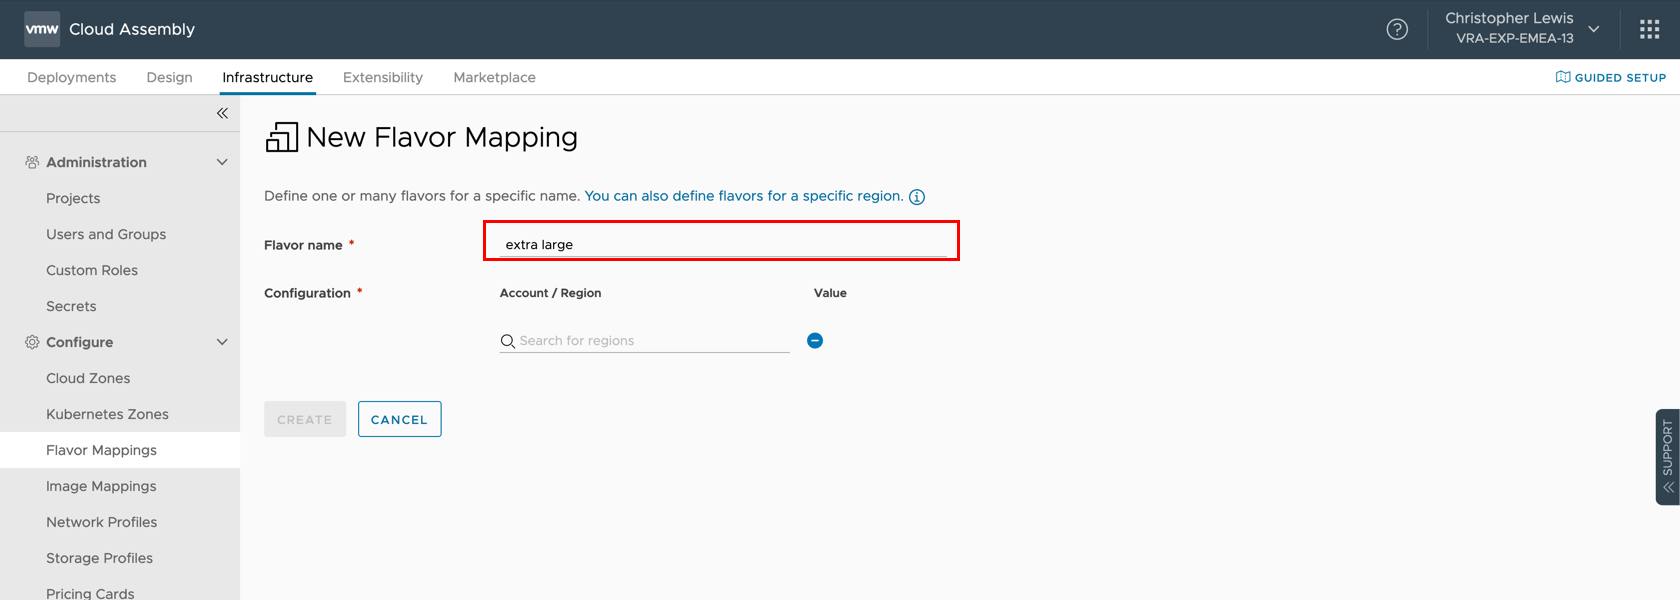 vmw Cloud Assembly
Christopher Lewis
VRA-EXP-EMEA-13
Deployments Design Infrastructure Extensibility Marketplace
GUIDED SETUP
Administration
Projects
Users and Groups
Custom Roles
Secrets
Configure
Cloud Zones
Kubernetes Zones
Flavor Mappings
Image Mappings
Network Profiles
Storage Profiles
Pricing Cards
New Flavor Mapping
Define one or many flavors for a specific name. You can also define flavors for a specific region.
Flavor name * extra large
Configuration * Account / Region Value
Search for regions
CREATE CANCEL
SUPPORT